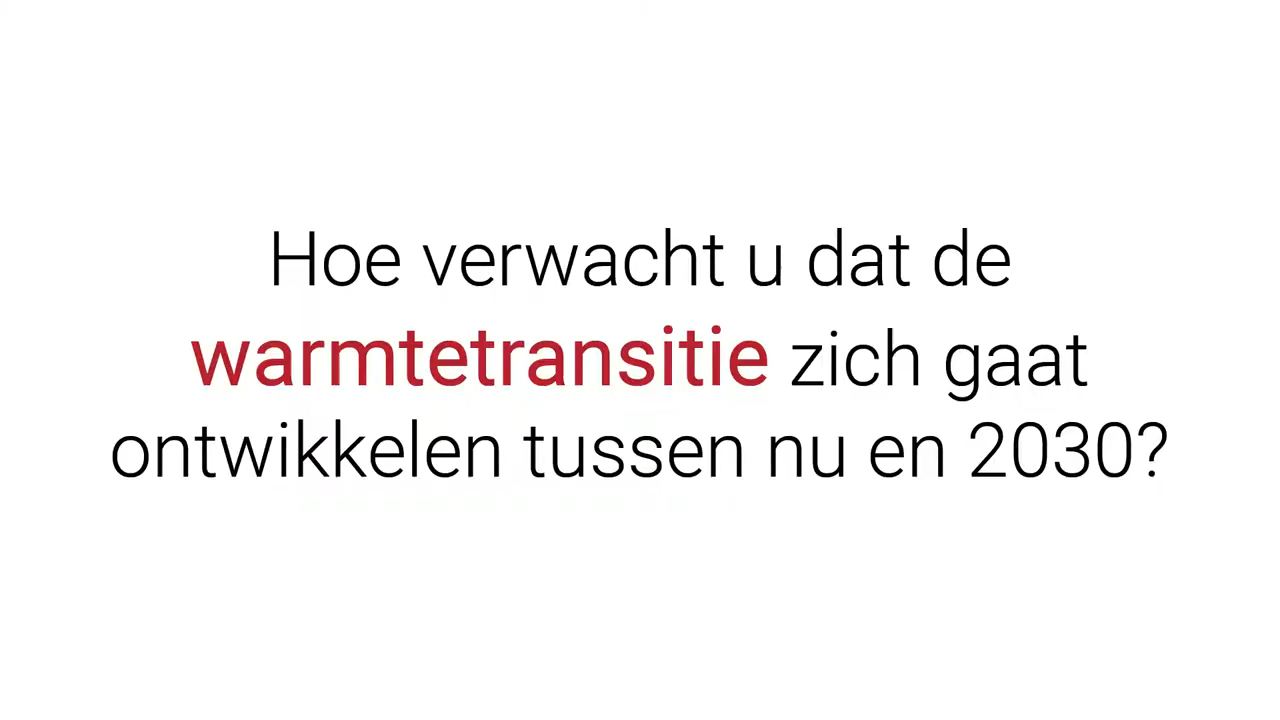 Hoe verwacht u dat de
warmtetransitie zich gaat
ontwikkelen tussen nu en 2030?